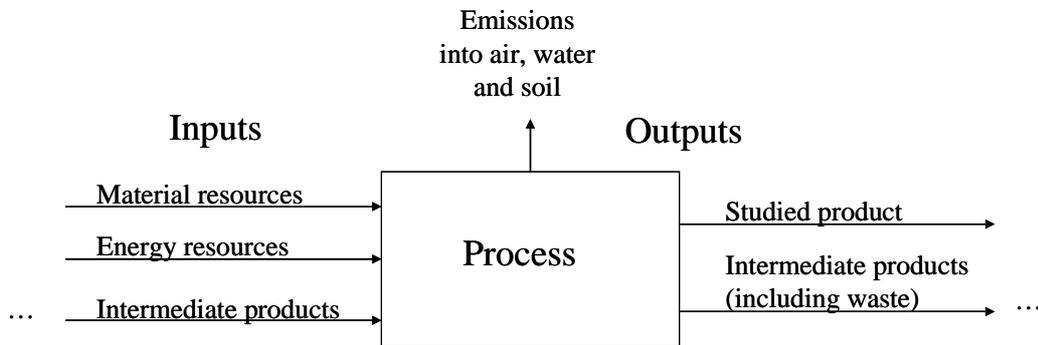 Emissions
into air, water
and soil
Inputs
Outputs
Material resources
Studied product
Energy resources
Process
Intermediate products
(including waste)
… Intermediate products
…